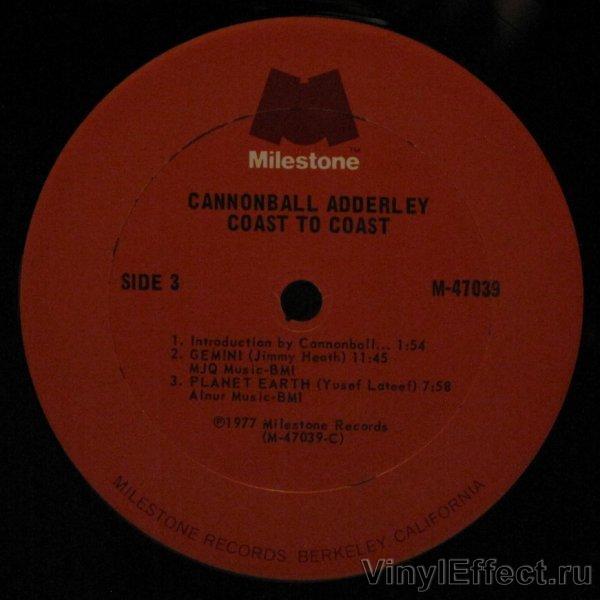 Milestone™
CANNONBALL ADDERLEY
COAST TO COAST
SIDE 3
M-47039
1. Introduction by Cannonball... 1:54
2. GEMINI (Jimmy Heath) 11:45
MJQ Music-BMI
3. PLANET EARTH (Yusef Lateef) 7:58
Alnur Music-BMI
℗1977 Milestone Records
(M-47039-C)
MILESTONE RECORDS, BERKELEY, CALIFORNIA
VinylEffect.ru